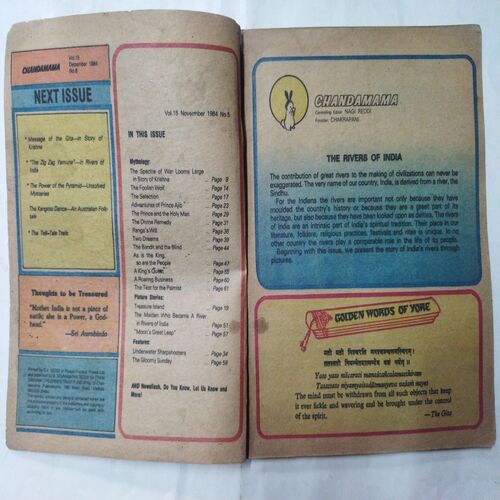 CHANDAMAMA
Vol.15
December 1984
No.6
NEXT ISSUE
Message of the Gita—in Story of
Krishna
"The Zig Zag Yamuna"—in Rivers of
India
The Power of the Pyramid—Unsolved
Mysteries
The Kangaroo Dance—An Australian Folk-
tale
The Tell-Tale Trails
Thoughts to be Treasured
"Mother India is not a piece of
earth; she is a Power, a God-
head."
—Sri Aurobindo
Vol.15 November 1984 No.5
IN THIS ISSUE
Mythology:
The Spectre of War Looms Large
in Story of Krishna ... Page 9
The Foolish Wolf ... Page 14
The Selection ... Page 17
Adventures of Prince Ajib ... Page 23
The Prince and the Holy Man ... Page 29
The Divine Remedy ... Page 31
Ranga's Will ... Page 36
Two Dreams ... Page 39
The Bandit and the Blind ... Page 44
As is the King,
so are the People ... Page 47
A King's Quest ... Page 55
A Roaring Business ... Page 60
The Test for the Palmist ... Page 61
Picture Stories:
Treasure Island ... Page 19
The Maiden Who Became A River
in Rivers of India ... Page 51
"Moon's Great Leap" ... Page 57
Features:
Underwater Sharpshooters ... Page 34
The Gloomy Sunday ... Page 59
AND Newsflash, Do You Know, Let Us Know and
More!
CHANDAMAMA
Controlling Editor: NAGI REDDI
Founder: CHAKRAPANI
THE RIVERS OF INDIA
The contribution of great rivers to the making of civilizations can never be
exaggerated. The very name of our country, India, is derived from a river, the
Sindhu.
For the Indians the rivers are important not only because they have
moulded the country's history or because they are a great part of its
heritage, but also because they have been looked upon as deities. The rivers
of India are an intrinsic part of India's spiritual tradition. Their place in our
literature, folklore, religious practices, festivals and rites is unique. In no
other country the rivers play a comparable role in the life of its people.
Beginning with this issue, we present the story of India's rivers through
pictures.
GOLDEN WORDS OF YORE
यतो यतो निश्चरति मनश्चञ्चलमस्थिरम् ।
ततस्ततो नियम्यैतदात्मन्येव वशं नयेत् ॥
Yato yato niścarati manaścañcalamasthiram
Tatastato niyamyaitadātmanyeva vaśaṁ nayet
The mind must be withdrawn from all such objects that keep
it ever fickle and wavering and be brought under the control
of the spirit.
—The Gita